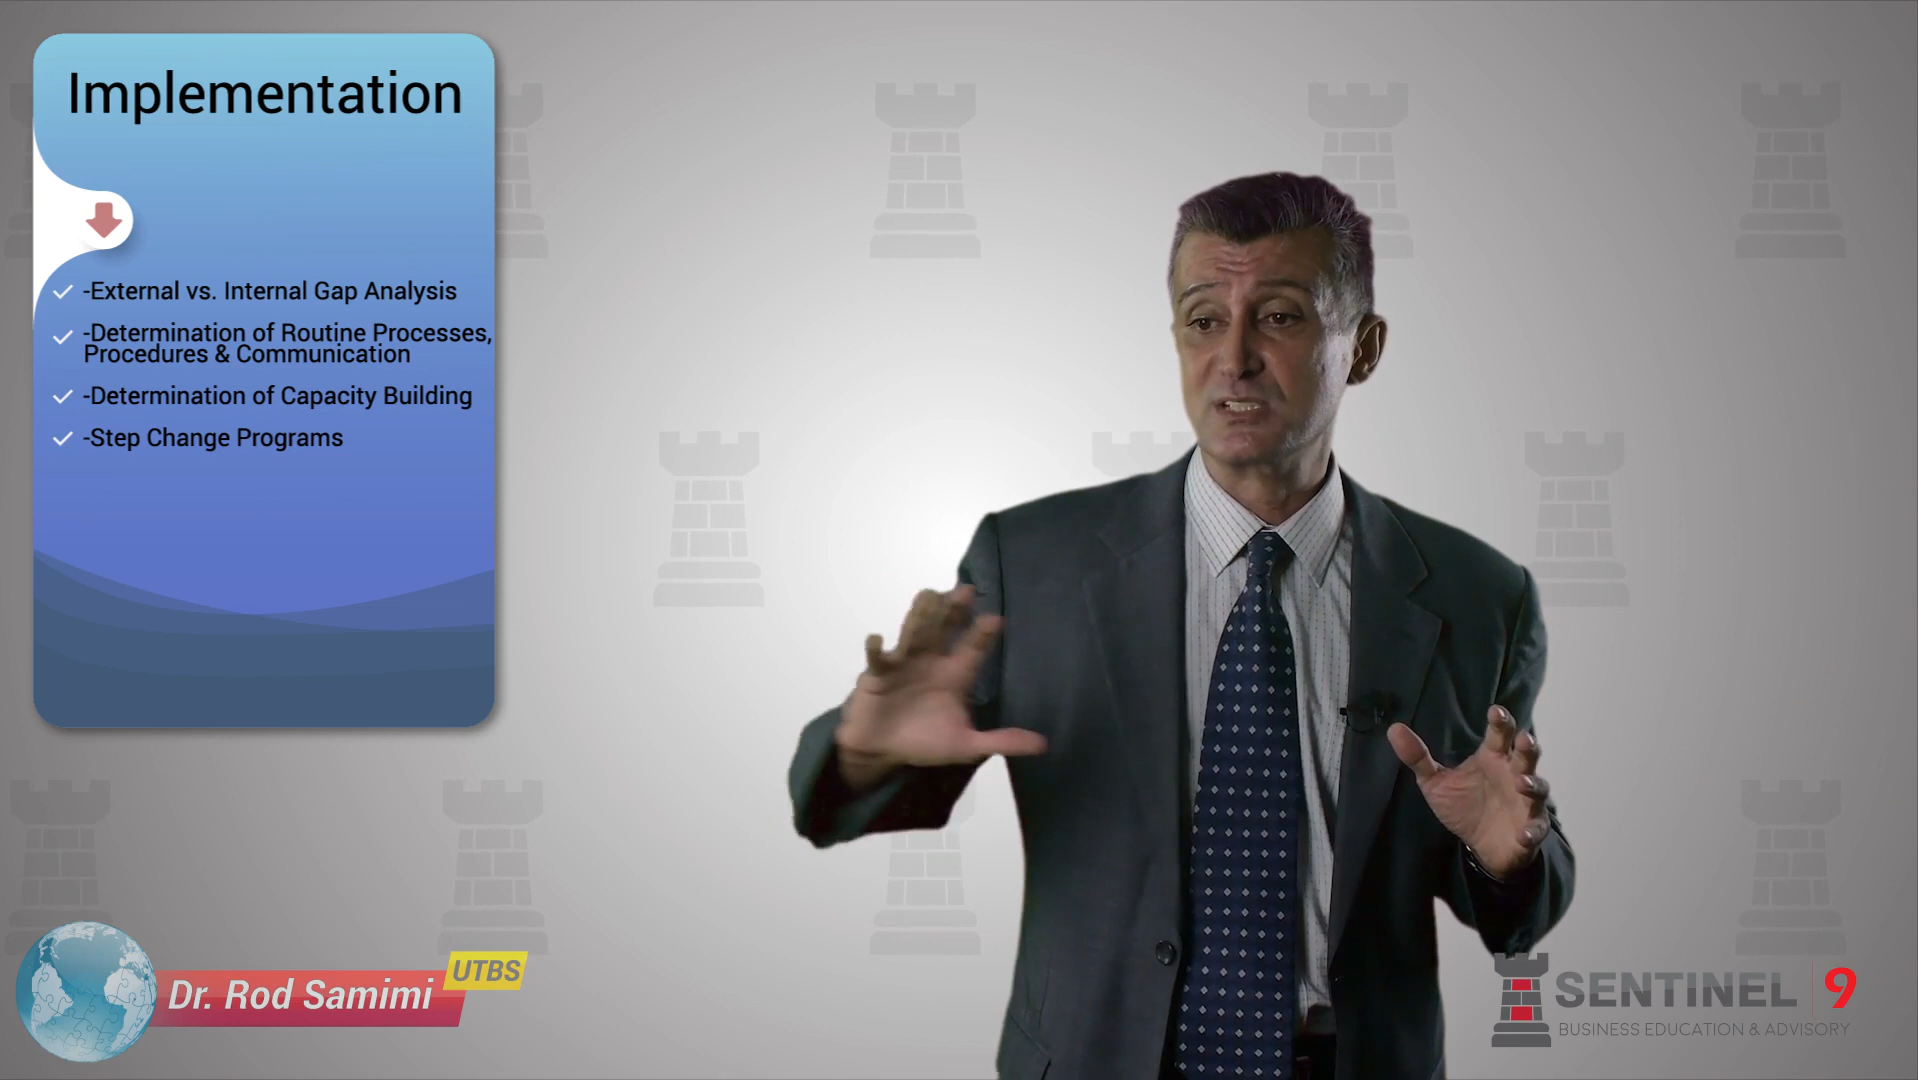 Implementation
-External vs. Internal Gap Analysis
-Determination of Routine Processes,
Procedures & Communication
-Determination of Capacity Building
-Step Change Programs
UTBS
Dr. Rod Samimi
SENTINEL 9
BUSINESS EDUCATION & ADVISORY